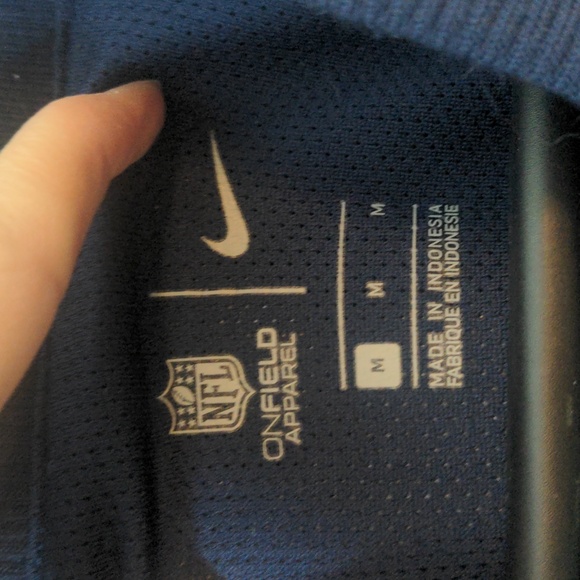 NFL
ONFIELD
APPAREL
M M M
MADE IN INDONESIA
FABRIQUE EN INDONESIE